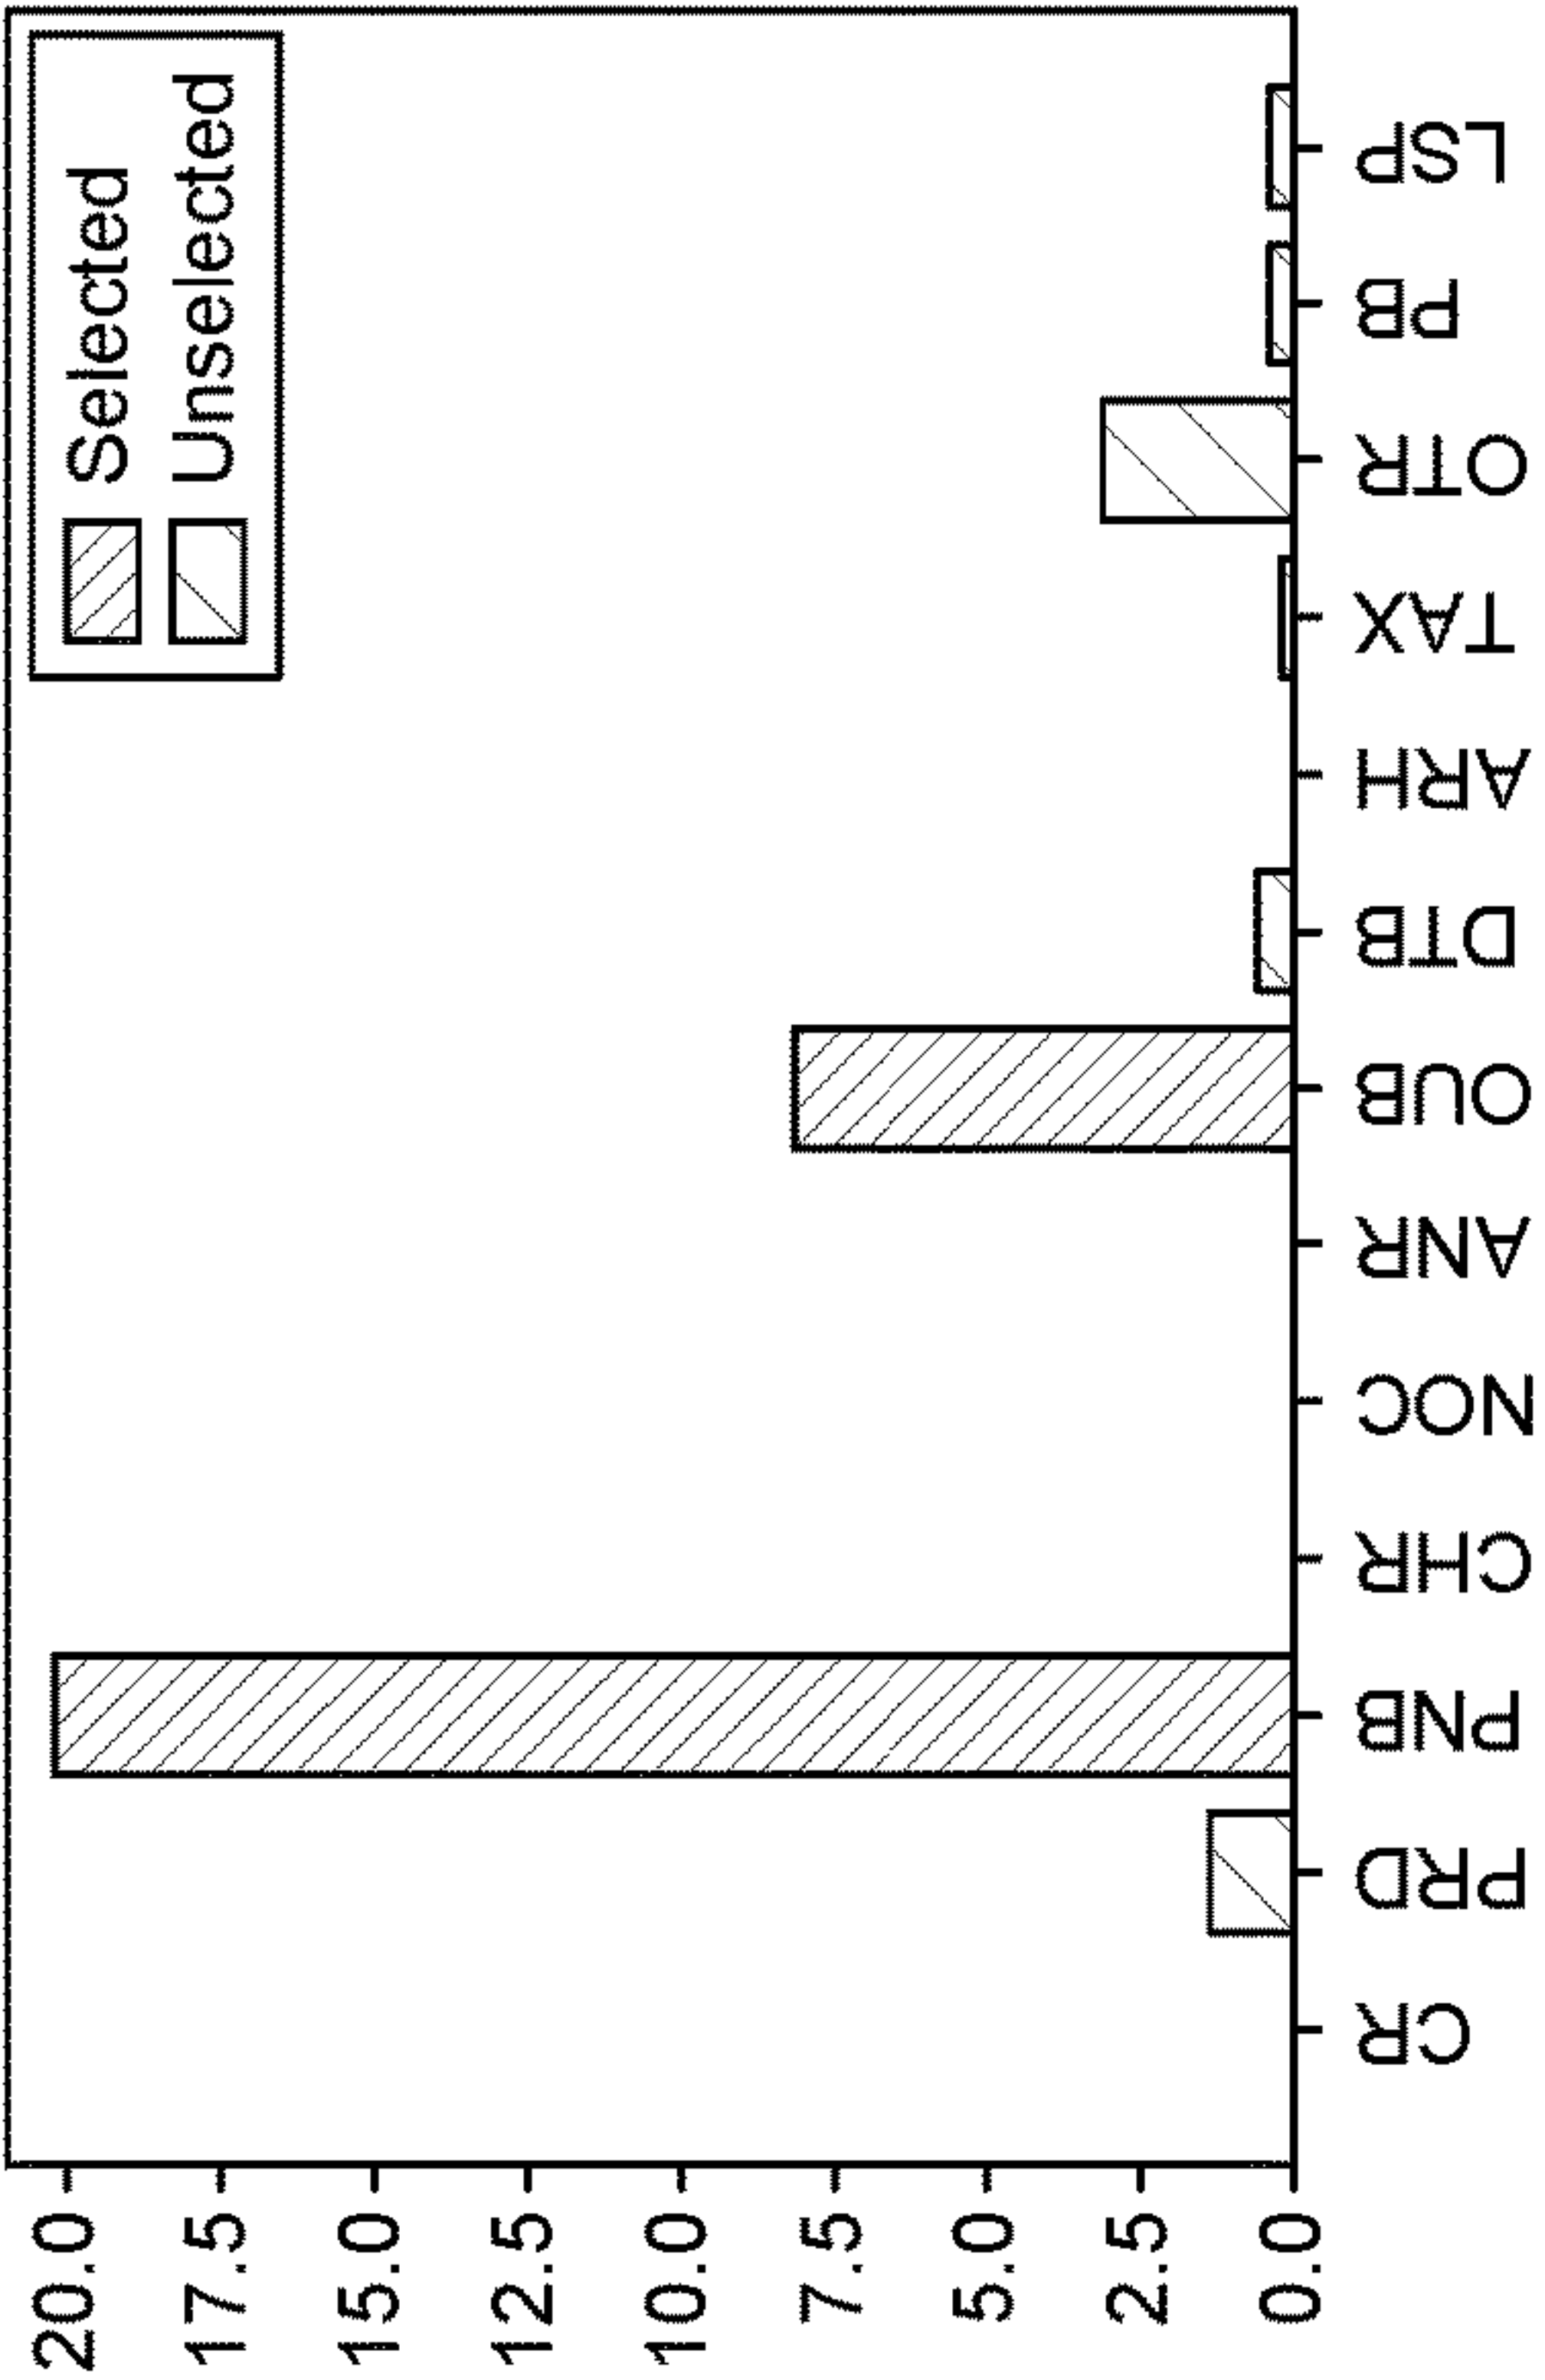 Selected
Unselected
20.0
17.5
15.0
12.5
10.0
7.5
5.0
2.5
0.0
CR
PRD
PNB
CHR
NOC
ANR
OUB
DTB
ARH
TAX
OTR
PB
LSP